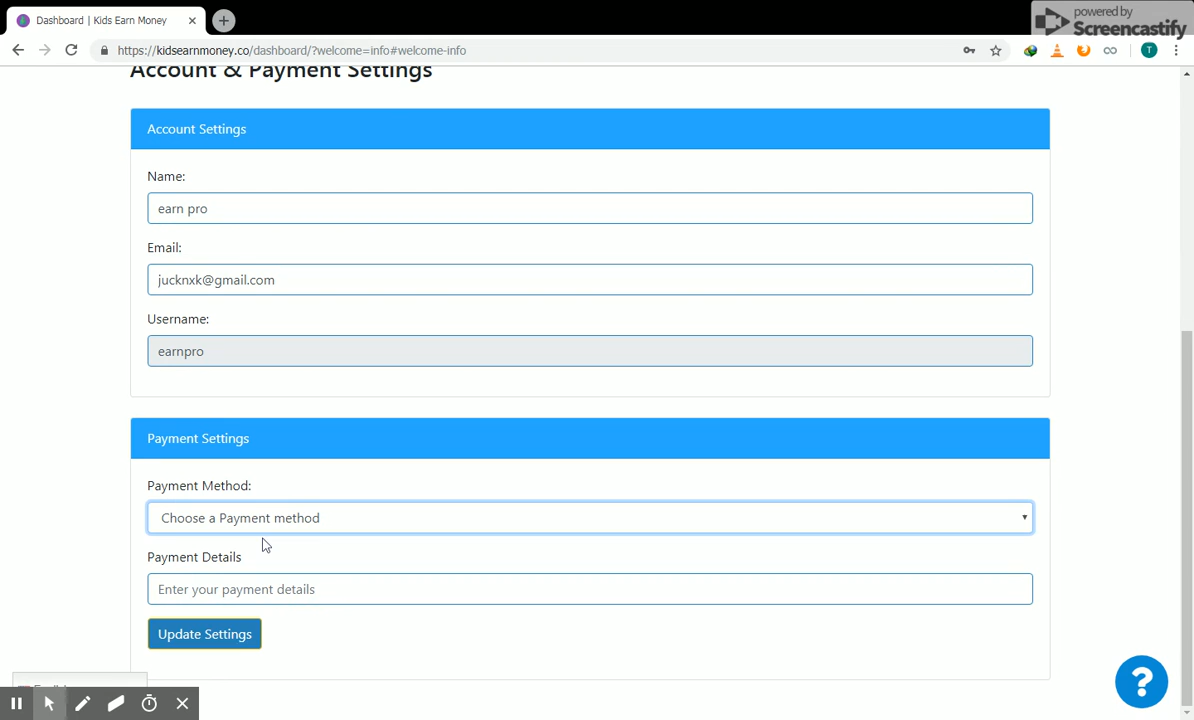 Dashboard | Kids Earn Money
powered by
Screencastify
https://kidsearnmoney.co/dashboard/?welcome=info#welcome-info
T
Account & Payment Settings
Account Settings
Name:
earn pro
Email:
jucknxk@gmail.com
Username:
earnpro
Payment Settings
Payment Method:
Choose a Payment method
Payment Details
Enter your payment details
Update Settings
?